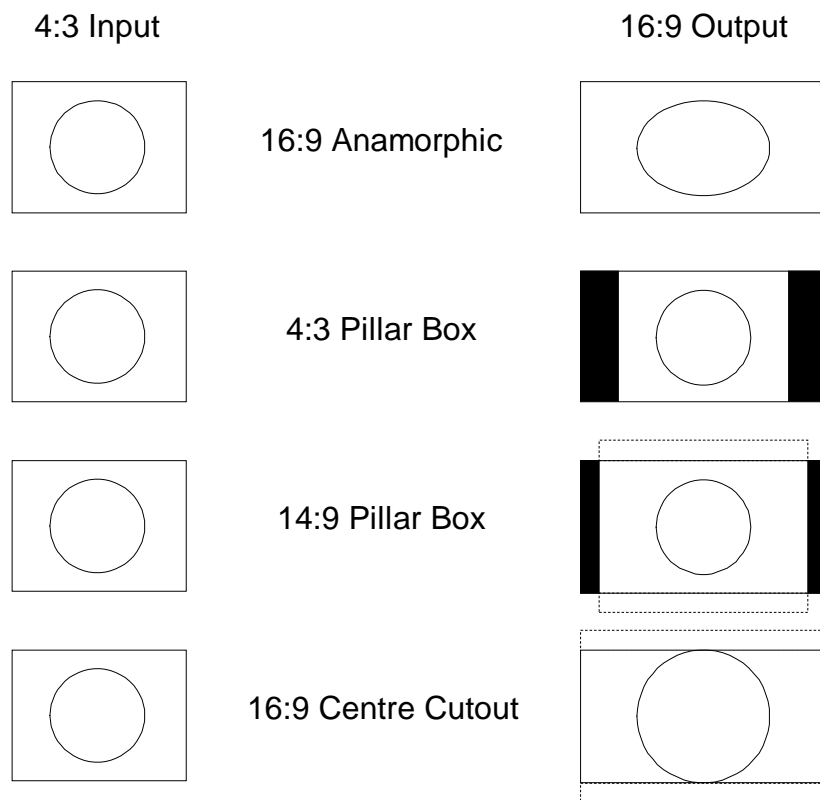 4:3 Input
16:9 Output
16:9 Anamorphic
4:3 Pillar Box
14:9 Pillar Box
16:9 Centre Cutout